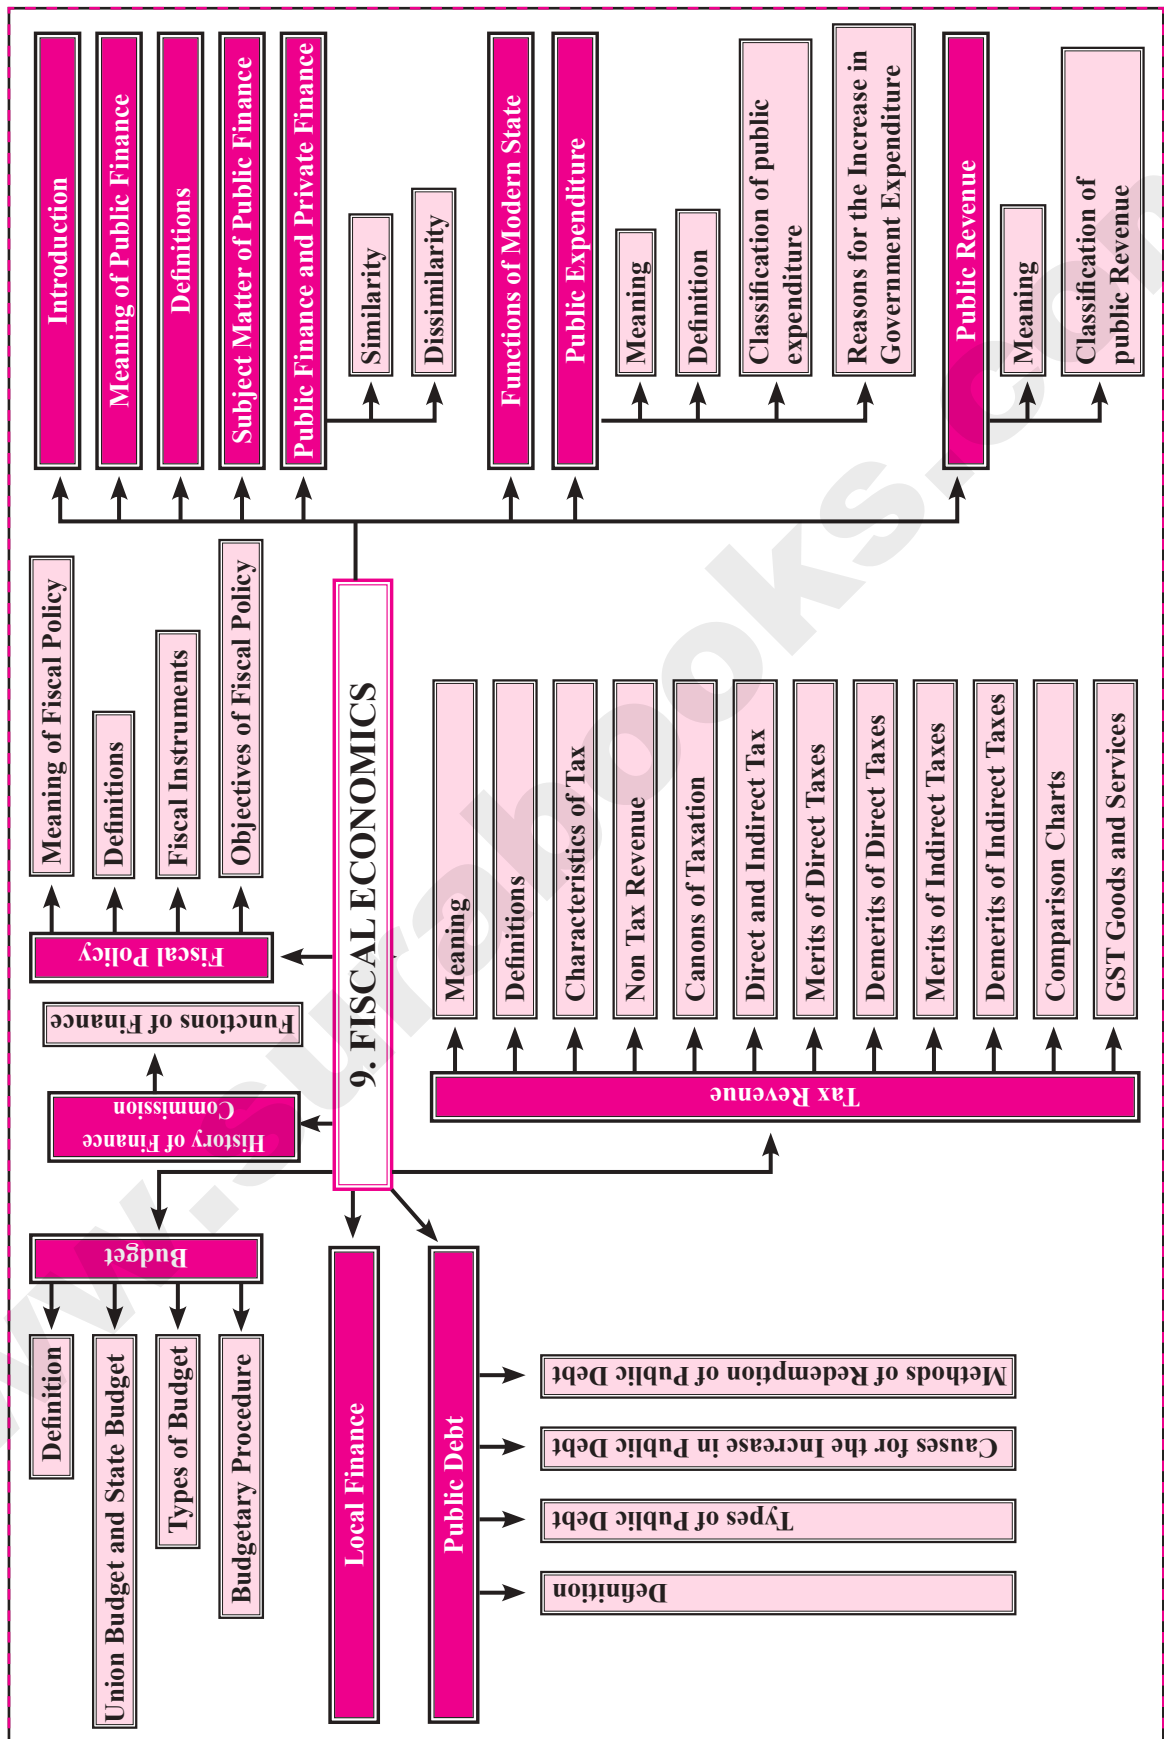 9. FISCAL ECONOMICS
Introduction
Meaning of Public Finance
Definitions
Subject Matter of Public Finance
Public Finance and Private Finance
Similarity
Dissimilarity
Functions of Modern State
Public Expenditure
Meaning
Definition
Classification of public
expenditure
Reasons for the Increase in
Government Expenditure
Public Revenue
Meaning
Classification of
public Revenue
Tax Revenue
Meaning
Definitions
Characteristics of Tax
Non Tax Revenue
Canons of Taxation
Direct and Indirect Tax
Merits of Direct Taxes
Demerits of Direct Taxes
Merits of Indirect Taxes
Demerits of Indirect Taxes
Comparison Charts
GST Goods and Services
Public Debt
Definition
Types of Public Debt
Causes for the Increase in Public Debt
Methods of Redemption of Public Debt
Local Finance
Budget
Definition
Union Budget and State Budget
Types of Budget
Budgetary Procedure
History of Finance
Commission
Functions of Finance
Fiscal Policy
Meaning of Fiscal Policy
Definitions
Fiscal Instruments
Objectives of Fiscal Policy
www.surabooks.com